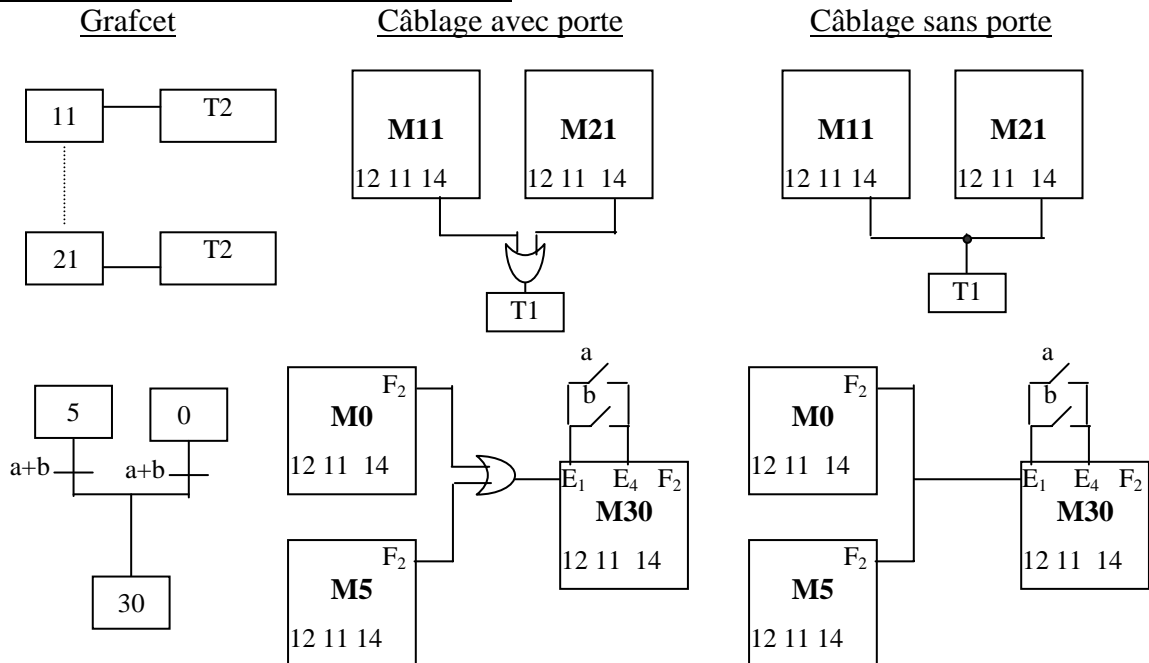 Grafcet
Câblage avec porte
Câblage sans porte
11
T2
21
T2
M11
12 11 14
M21
12 11 14
T1
M11
12 11 14
M21
12 11 14
T1
5
0
a+b
a+b
30
F₂
M0
12 11 14
F₂
M5
12 11 14
a
b
E₁ E₄ F₂
M30
12 11 14
F₂
M0
12 11 14
F₂
M5
12 11 14
a
b
E₁ E₄ F₂
M30
12 11 14